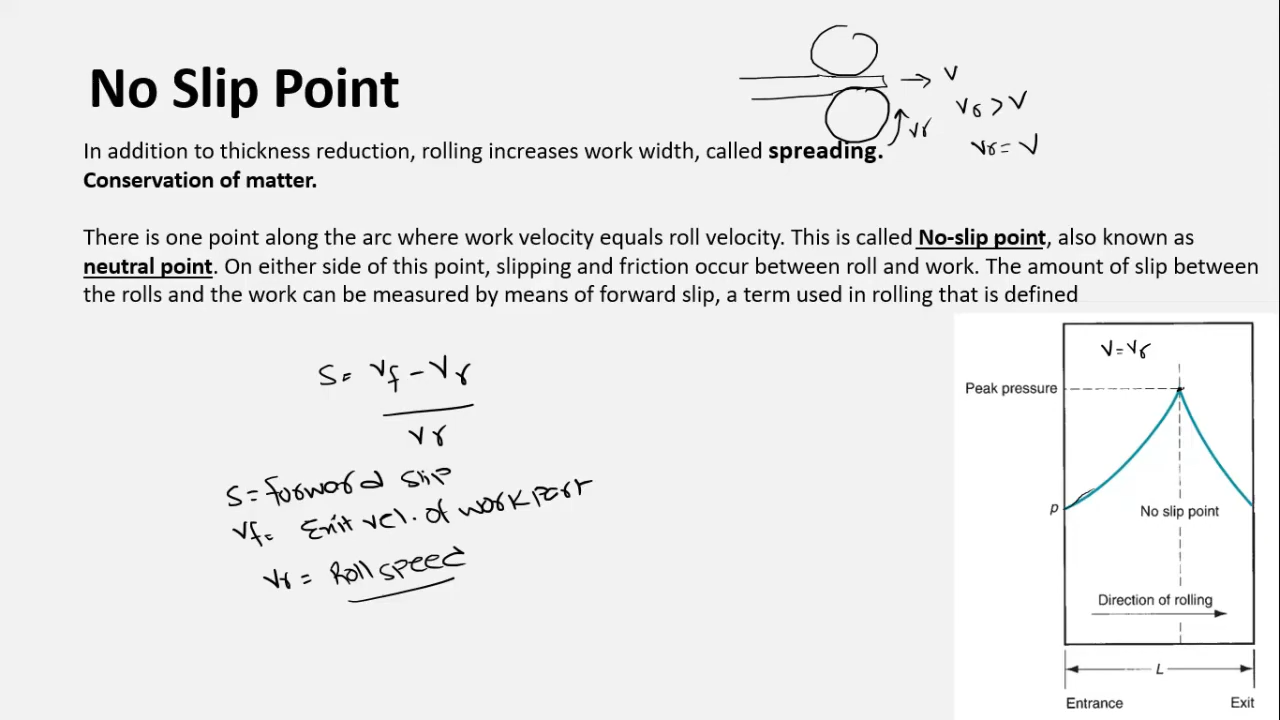 No Slip Point
v
vr > v
vr
vr = v
In addition to thickness reduction, rolling increases work width, called spreading.
Conservation of matter.
There is one point along the arc where work velocity equals roll velocity. This is called No-slip point, also known as
neutral point. On either side of this point, slipping and friction occur between roll and work. The amount of slip between
the rolls and the work can be measured by means of forward slip, a term used in rolling that is defined
S= vf - vr
vr
S= forward slip
vf= Exit vel. of workpart
vr = Roll speed
v=vr
Peak pressure
p
No slip point
Direction of rolling
L
Entrance Exit